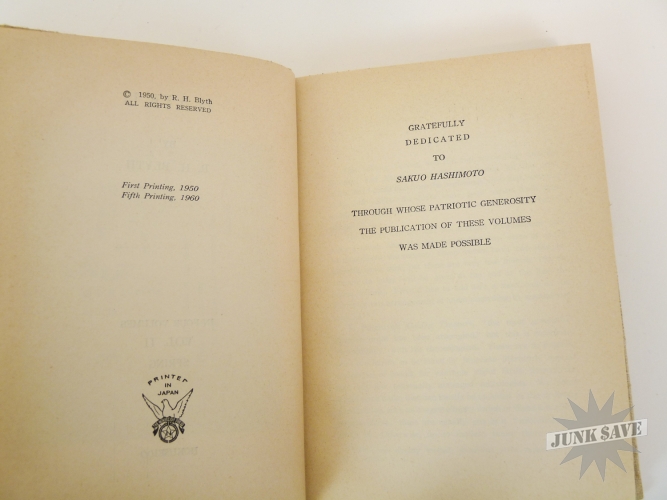 © 1950, by R. H. Blyth
ALL RIGHTS RESERVED
First Printing, 1950
Fifth Printing, 1960
PRINTED
IN
JAPAN
GRATEFULLY
DEDICATED
TO
SAKUO HASHIMOTO
THROUGH WHOSE PATRIOTIC GENEROSITY
THE PUBLICATION OF THESE VOLUMES
WAS MADE POSSIBLE
JUNK SAVE